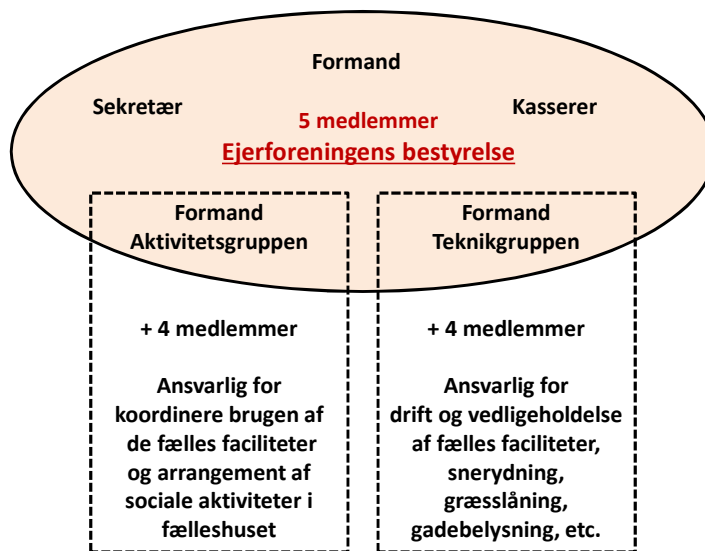 Formand
Sekretær
Kasserer
5 medlemmer
Ejerforeningens bestyrelse
Formand
Aktivitetsgruppen
+ 4 medlemmer
Ansvarlig for
koordinere brugen af
de fælles faciliteter
og arrangement af
sociale aktiviteter i
fælleshuset
Formand
Teknikgruppen
+ 4 medlemmer
Ansvarlig for
drift og vedligeholdelse
af fælles faciliteter,
snerydning,
græsslåning,
gadebelysning, etc.